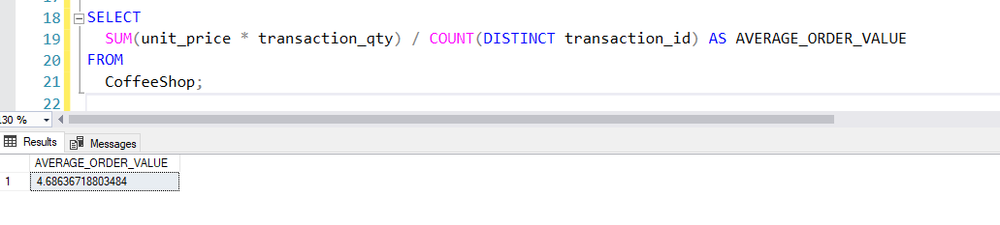 18 SELECT
19 SUM(unit_price * transaction_qty) / COUNT(DISTINCT transaction_id) AS AVERAGE_ORDER_VALUE
20 FROM
21 CoffeeShop;
22
.30 %
Results Messages
AVERAGE_ORDER_VALUE
1 4.68636718803484